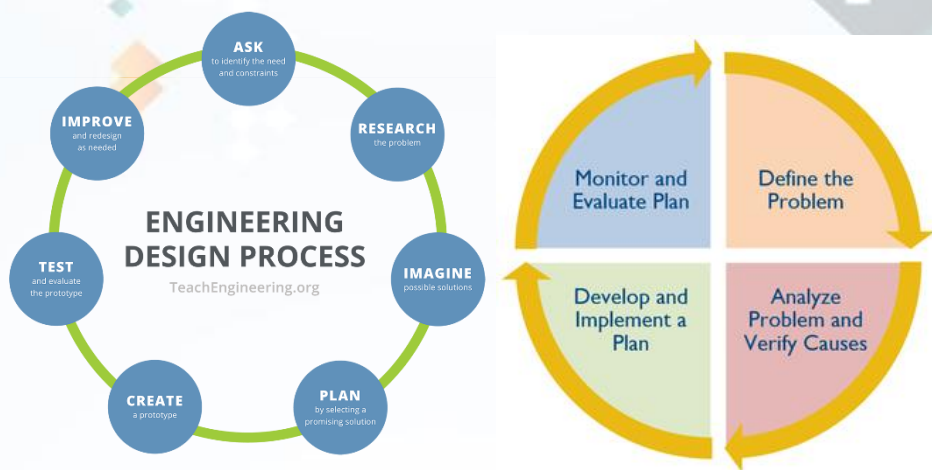 ASK
to identify the need
and constraints
RESEARCH
the problem
IMAGINE
possible solutions
PLAN
by selecting a
promising solution
CREATE
a prototype
TEST
and evaluate
the prototype
IMPROVE
and redesign
as needed
ENGINEERING
DESIGN PROCESS
TeachEngineering.org
Define the
Problem
Analyze
Problem and
Verify Causes
Develop and
Implement a
Plan
Monitor and
Evaluate Plan